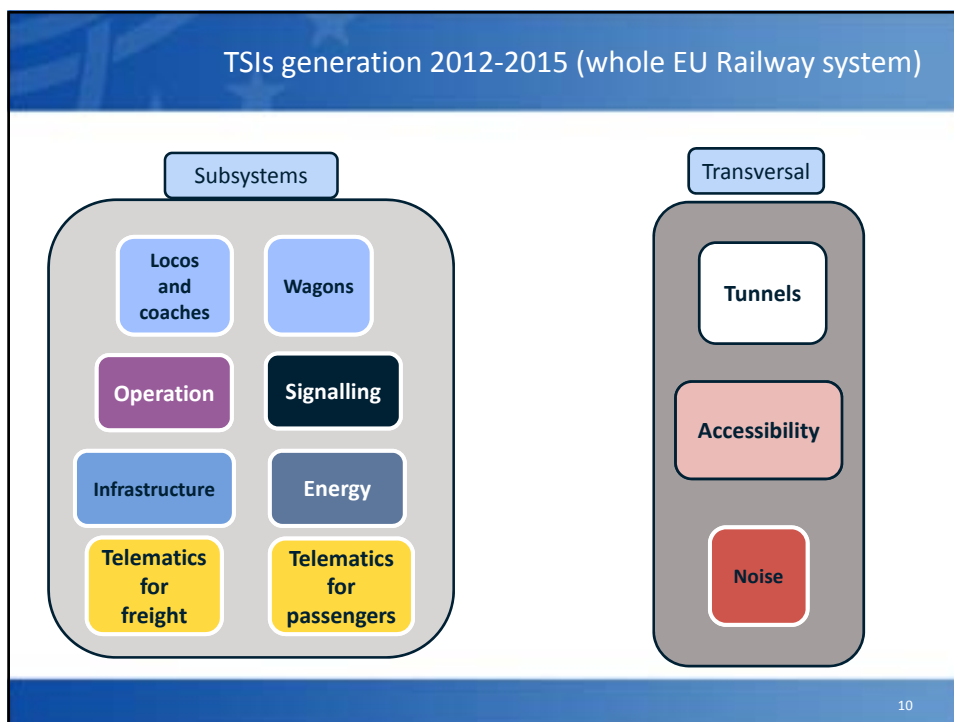 TSIs generation 2012-2015 (whole EU Railway system)
Subsystems
Locos
and
coaches
Wagons
Operation
Signalling
Infrastructure
Energy
Telematics
for
freight
Telematics
for
passengers
Transversal
Tunnels
Accessibility
Noise
10